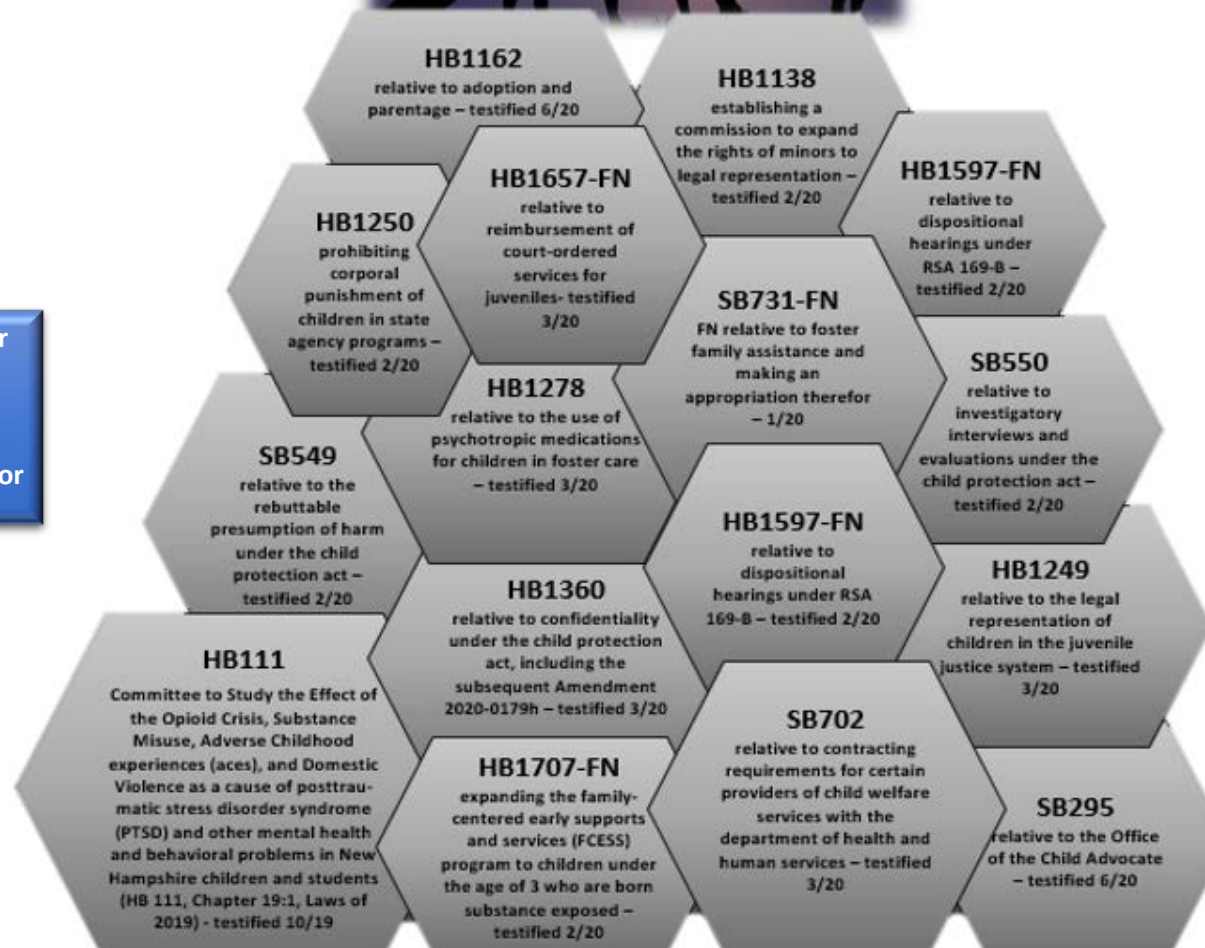 HB1162
relative to adoption and
parentage – testified 6/20
HB1138
establishing a
commission to expand
the rights of minors to
legal representation –
testified 2/20
HB1657-FN
relative to
reimbursement of
court-ordered
services for
juveniles- testified
3/20
HB1597-FN
relative to
dispositional
hearings under
RSA 169-B –
testified 2/20
HB1250
prohibiting
corporal
punishment of
children in state
agency programs –
testified 2/20
SB731-FN
FN relative to foster
family assistance and
making an
appropriation therefor
– 1/20
r
or
SB550
relative to
investigatory
interviews and
evaluations under the
child protection act –
testified 2/20
HB1278
relative to the use of
psychotropic medications
for children in foster care
– testified 3/20
SB549
relative to the
rebuttable
presumption of harm
under the child
protection act –
testified 2/20
HB1597-FN
relative to
dispositional
hearings under RSA
169-B – testified 2/20
HB1249
relative to the legal
representation of
children in the juvenile
justice system – testified
3/20
HB1360
relative to confidentiality
under the child protection
act, including the
subsequent Amendment
2020-0179h – testified 3/20
HB111
Committee to Study the Effect of
the Opioid Crisis, Substance
Misuse, Adverse Childhood
experiences (aces), and Domestic
Violence as a cause of posttrau-
matic stress disorder syndrome
(PTSD) and other mental health
and behavioral problems in New
Hampshire children and students
(HB 111, Chapter 19:1, Laws of
2019) - testified 10/19
SB702
relative to contracting
requirements for certain
providers of child welfare
services with the
department of health and
human services – testified
3/20
HB1707-FN
expanding the family-
centered early supports
and services (FCESS)
program to children under
the age of 3 who are born
substance exposed –
testified 2/20
SB295
relative to the Office
of the Child Advocate
– testified 6/20